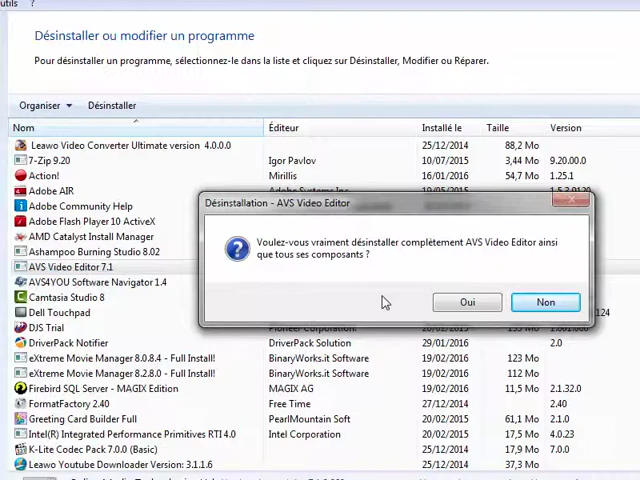 utils ?
Désinstaller ou modifier un programme
Pour désinstaller un programme, sélectionnez-le dans la liste et cliquez sur Désinstaller, Modifier ou Réparer.
Organiser Désinstaller
Nom Éditeur Installé le Taille Version
Leawo Video Converter Ultimate version 4.0.0.0 25/12/2014 88,2 Mo
7-Zip 9.20 Igor Pavlov 10/07/2015 3,44 Mo 9.20.00.0
Action! Mirillis 16/01/2015 54,7 Mo 1.25.1
Adobe AIR Adobe Systems Inc.
Adobe Community Help
Adobe Flash Player 10 ActiveX
AMD Catalyst Install Manager
Ashampoo Burning Studio 8.02
AVS Video Editor 7.1
AVS4YOU Software Navigator 1.4
Camtasia Studio 8
Dell Touchpad 124
DJS Trial Pioneer Corporation.
DriverPack Notifier DriverPack Solution 29/01/2016 2.0
eXtreme Movie Manager 8.0.8.4 - Full Install! BinaryWorks.it Software 19/02/2016 123 Mo
eXtreme Movie Manager 8.2.8.0 - Full Install! BinaryWorks.it Software 19/02/2016 112 Mo
Firebird SQL Server - MAGIX Edition MAGIX AG 19/02/2016 11,5 Mo 2.1.32.0
FormatFactory 2.40 Free Time 27/12/2014 2.40
Greeting Card Builder Full PearlMountain Soft 20/02/2015 61,1 Mo 2.1.0
Intel(R) Integrated Performance Primitives RTI 4.0 Intel Corporation 20/02/2015 17,5 Mo 4.0.23
K-Lite Codec Pack 7.0.0 (Basic) 25/12/2014 17,9 Mo 7.0.0
Leawo Youtube Downloader Version: 3.1.1.6 25/12/2014 37,3 Mo
Désinstallation - AVS Video Editor
Voulez-vous vraiment désinstaller complètement AVS Video Editor ainsi
que tous ses composants ?
Oui Non